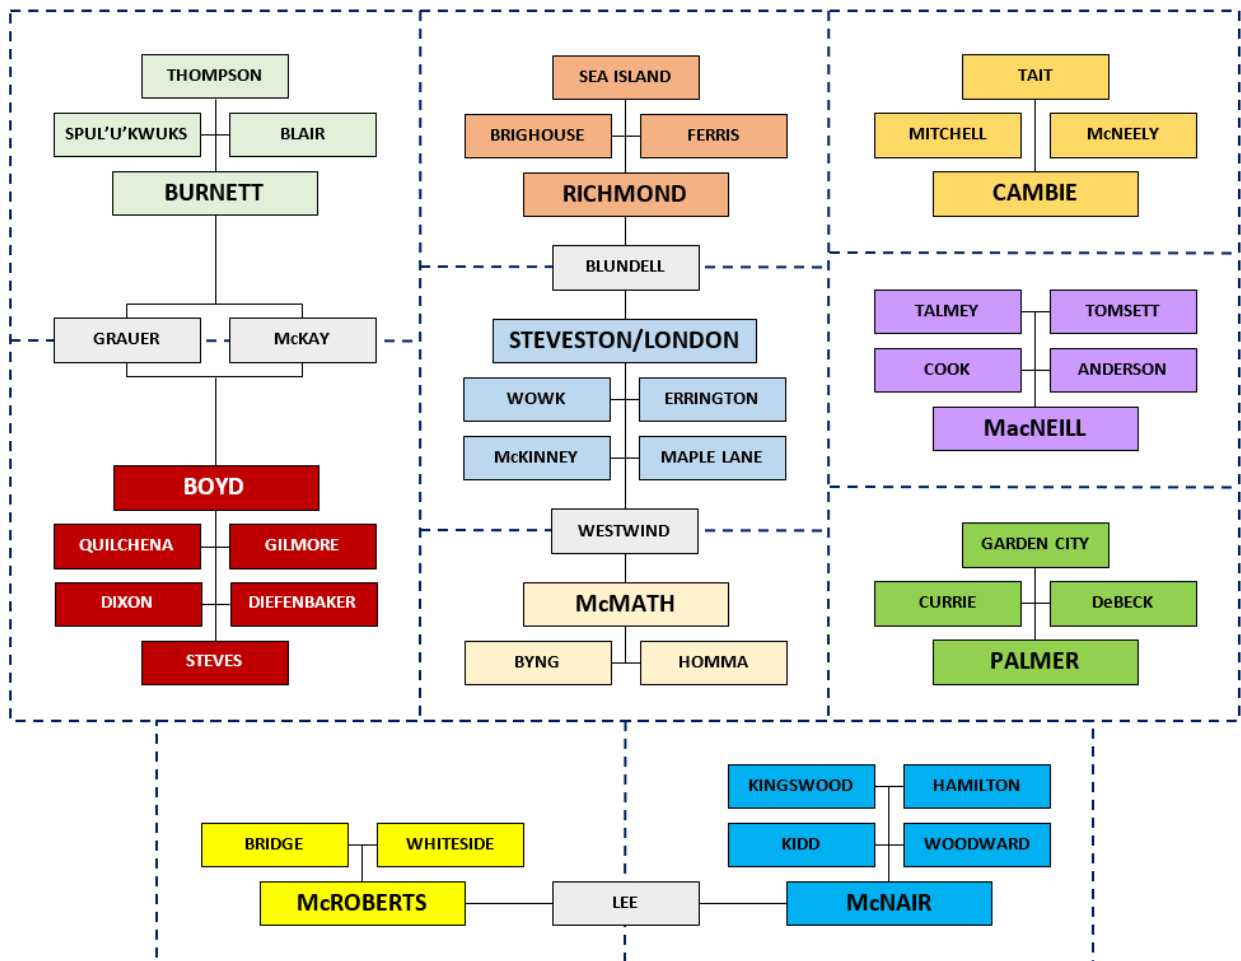 THOMPSON
SPUL'U'KWUKS
BLAIR
BURNETT
GRAUER
McKAY
BOYD
QUILCHENA
GILMORE
DIXON
DIEFENBAKER
STEVES
SEA ISLAND
BRIGHOUSE
FERRIS
RICHMOND
BLUNDELL
STEVESTON/LONDON
WOWK
ERRINGTON
McKINNEY
MAPLE LANE
WESTWIND
McMATH
BYNG
HOMMA
TAIT
MITCHELL
McNEELY
CAMBIE
TALMEY
TOMSETT
COOK
ANDERSON
MacNEILL
GARDEN CITY
CURRIE
DeBECK
PALMER
BRIDGE
WHITESIDE
McROBERTS
LEE
KINGSWOOD
HAMILTON
KIDD
WOODWARD
McNAIR